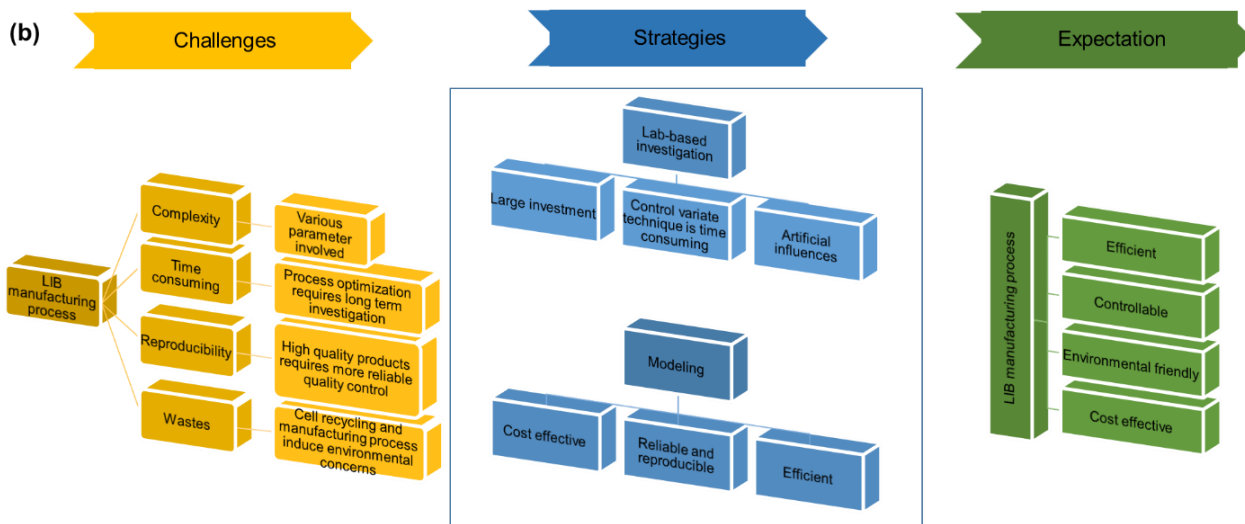 (b)
Challenges
Strategies
Expectation
LIB
manufacturing
process
Complexity
Various
parameter
involved
Time
consuming
Process optimization
requires long term
investigation
Reproducibility
High quality products
requires more reliable
quality control
Wastes
Cell recycling and
manufacturing process
induce environmental
concerns
Lab-based
investigation
Large investment
Control variate
technique is time
consuming
Artificial
influences
Modeling
Cost effective
Reliable and
reproducible
Efficient
LIB manufacturing process
Efficient
Controllable
Environmental friendly
Cost effective